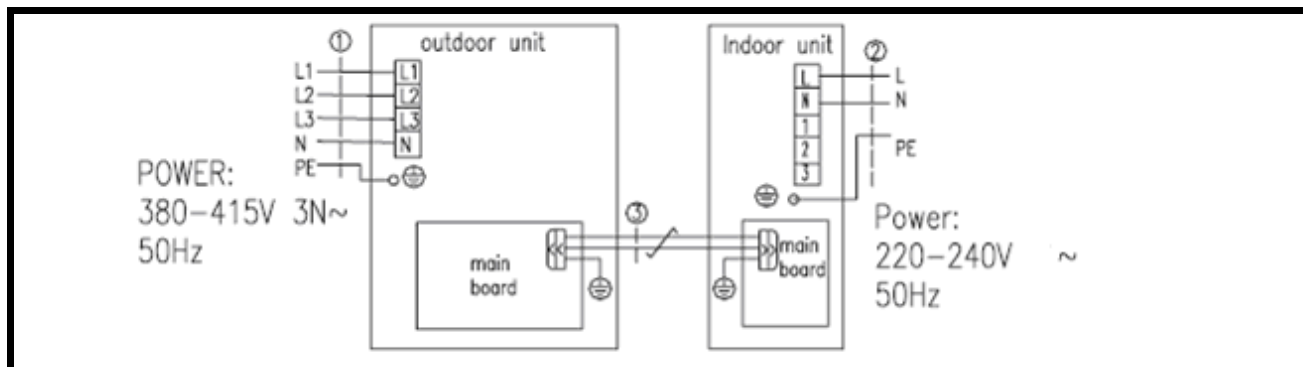 ①
outdoor unit
L1
L2
L3
N
PE
L1
L2
L3
N
POWER:
380-415V 3N~
50Hz
main
board
③
Indoor unit
②
L
N
1
2
3
L
N
PE
main
board
Power:
220-240V ~
50Hz